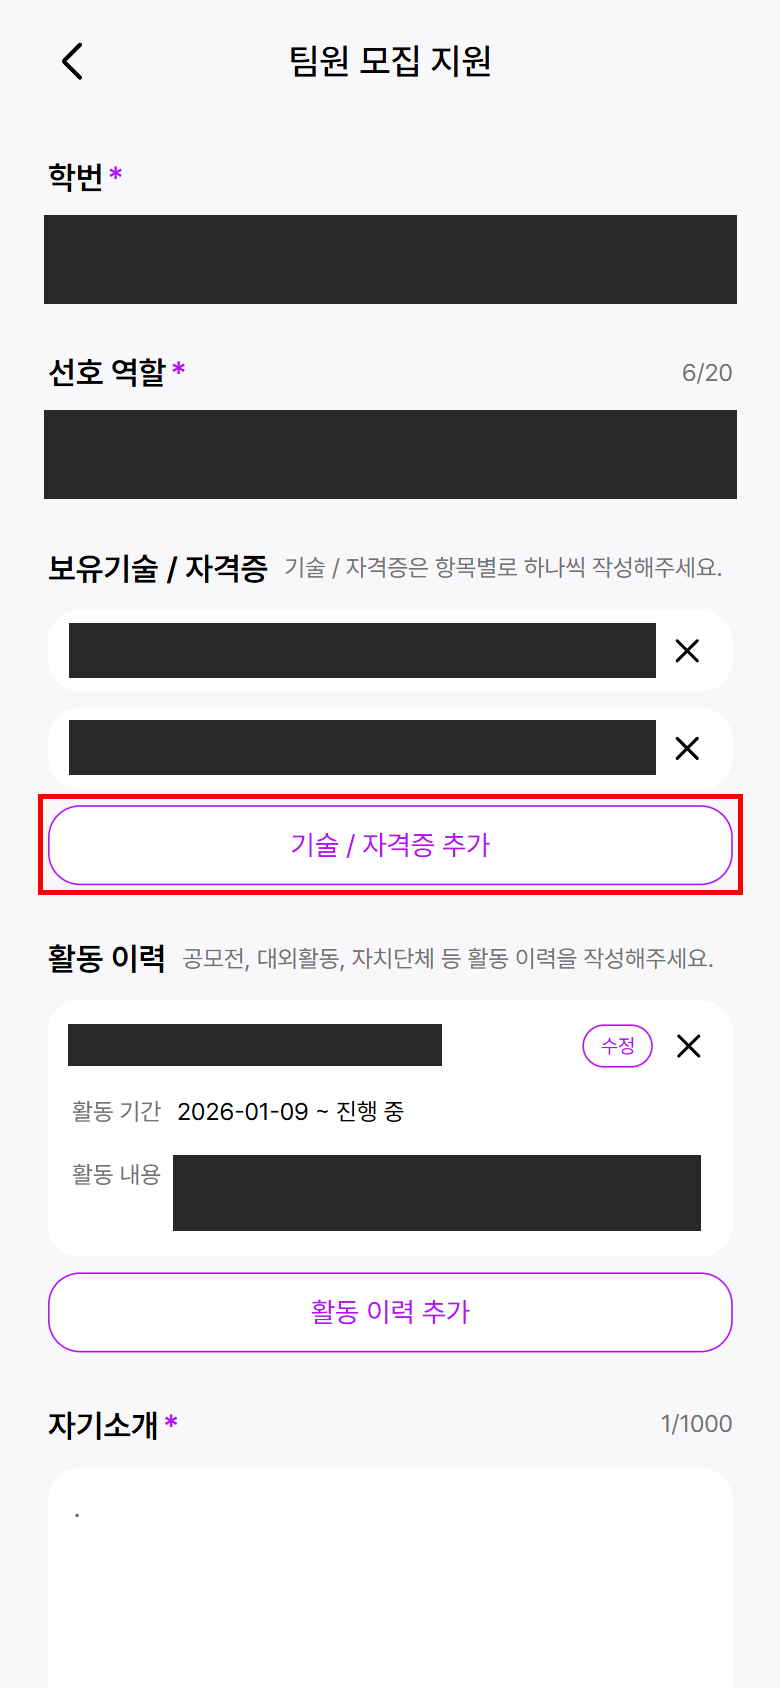 팀원 모집 지원
학번 *
선호 역할 * 6/20
보유기술 / 자격증 기술 / 자격증은 항목별로 하나씩 작성해주세요.
기술 / 자격증 추가
활동 이력 공모전, 대외활동, 자치단체 등 활동 이력을 작성해주세요.
수정
활동 기간 2026-01-09 ~ 진행 중
활동 내용
활동 이력 추가
자기소개 * 1/1000
.